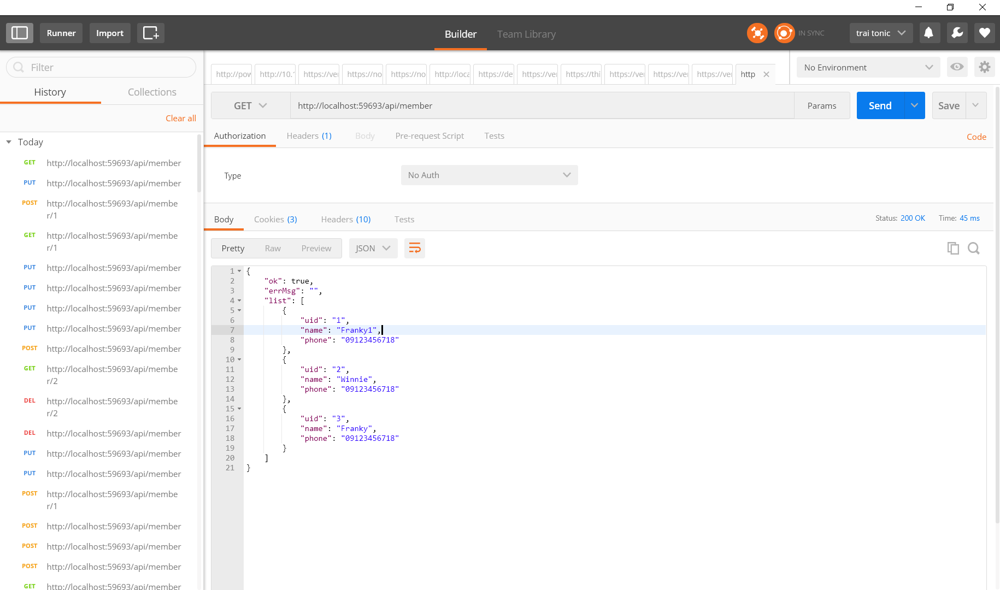 Runner Import Builder Team Library IN SYNC trai tonic
Filter
History Collections
Clear all
Today
GET http://localhost:59693/api/member
PUT http://localhost:59693/api/member
POST http://localhost:59693/api/membe
r/1
GET http://localhost:59693/api/membe
r/1
PUT http://localhost:59693/api/member
PUT http://localhost:59693/api/member
PUT http://localhost:59693/api/member
PUT http://localhost:59693/api/member
POST http://localhost:59693/api/member
GET http://localhost:59693/api/membe
r/2
DEL http://localhost:59693/api/membe
r/2
DEL http://localhost:59693/api/member
PUT http://localhost:59693/api/member
PUT http://localhost:59693/api/member
POST http://localhost:59693/api/membe
r/1
POST http://localhost:59693/api/member
POST http://localhost:59693/api/member
POST http://localhost:59693/api/member
GET http://localhost:59693/api/member
http://pow http://10.1 https://ver https://no https://no http://loca https://de https://ver https://thi https://ver https://ver https://ver http No Environment
GET http://localhost:59693/api/member Params Send Save
Authorization Headers (1) Body Pre-request Script Tests Code
Type No Auth
Body Cookies (3) Headers (10) Tests Status: 200 OK Time: 45 ms
Pretty Raw Preview JSON
1 {
2 "ok": true,
3 "errMsg": "",
4 "list": [
5 {
6 "uid": "1",
7 "name": "Franky1",
8 "phone": "09123456718"
9 },
10 {
11 "uid": "2",
12 "name": "Winnie",
13 "phone": "09123456718"
14 },
15 {
16 "uid": "3",
17 "name": "Franky",
18 "phone": "09123456718"
19 }
20 ]
21 }